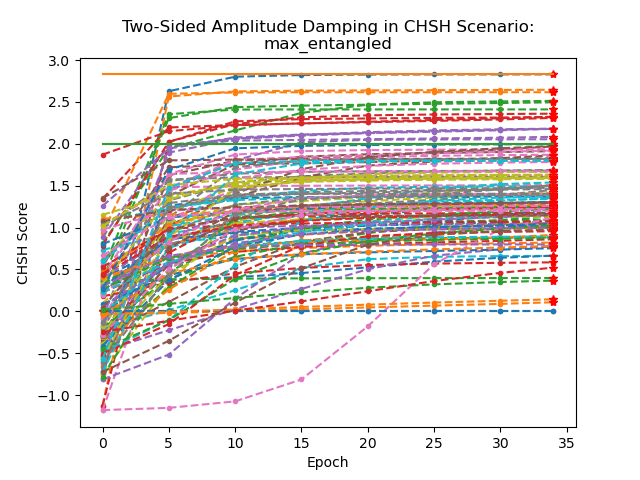 Two-Sided Amplitude Damping in CHSH Scenario:
max_entangled
CHSH Score
3.0
2.5
2.0
1.5
1.0
0.5
0.0
−0.5
−1.0
0 5 10 15 20 25 30 35
Epoch